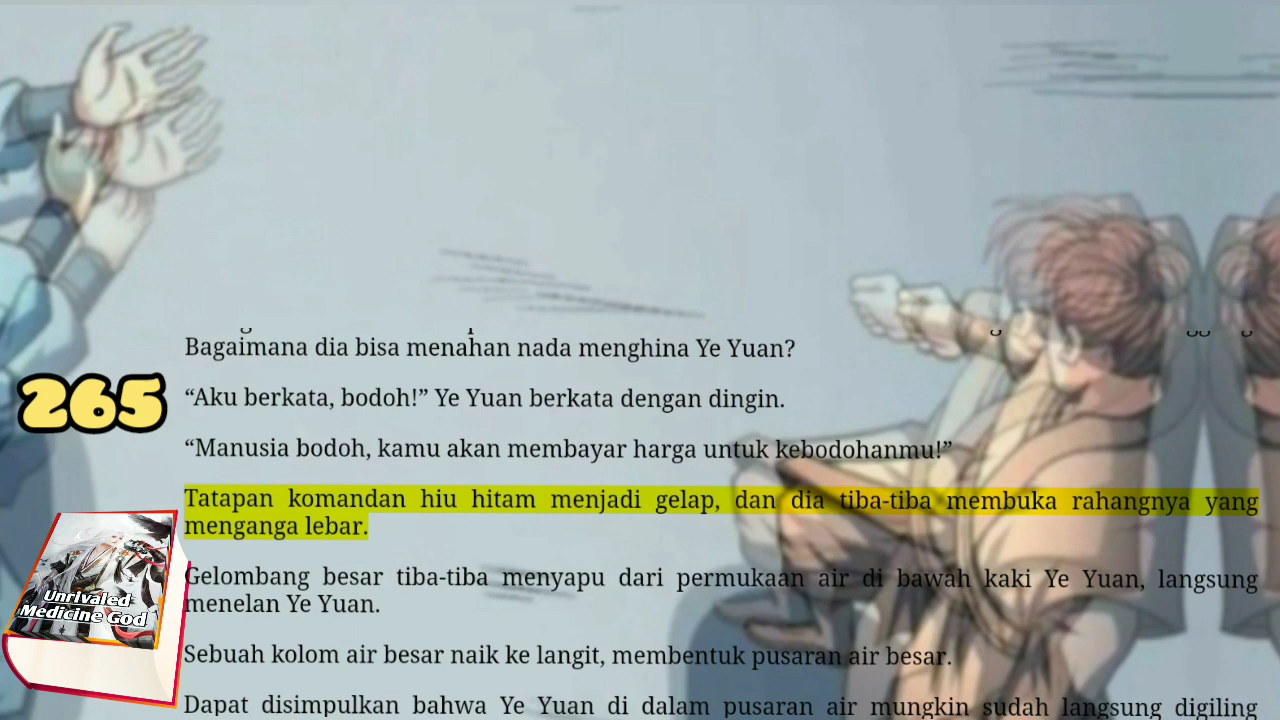 Bagaimana dia bisa menahan nada menghina Ye Yuan?
“Aku berkata, bodoh!” Ye Yuan berkata dengan dingin.
“Manusia bodoh, kamu akan membayar harga untuk kebodohanmu!”
Tatapan komandan hiu hitam menjadi gelap, dan dia tiba-tiba membuka rahangnya yang
menganga lebar.
Gelombang besar tiba-tiba menyapu dari permukaan air di bawah kaki Ye Yuan, langsung
menelan Ye Yuan.
Sebuah kolom air besar naik ke langit, membentuk pusaran air besar.
Dapat disimpulkan bahwa Ye Yuan di dalam pusaran air mungkin sudah langsung digiling
265
Unrivaled
Medicine God